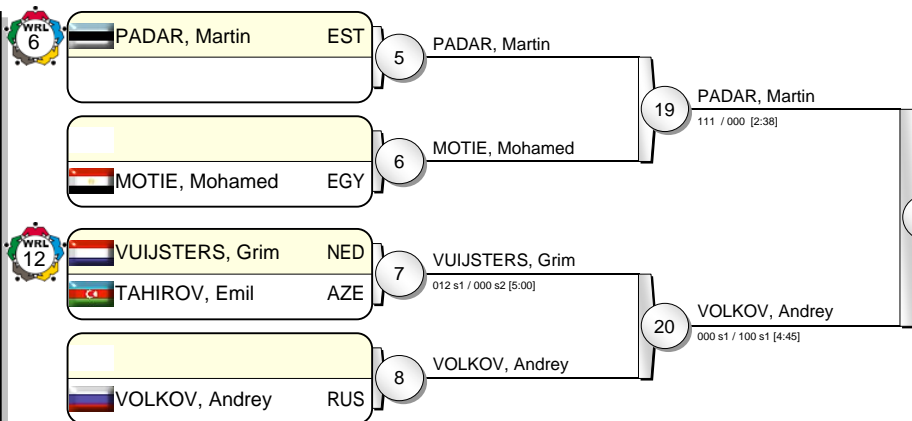 WRL
6
PADAR, Martin EST
5
PADAR, Martin
19
PADAR, Martin
111 / 000 [2:38]
MOTIE, Mohamed EGY
6
MOTIE, Mohamed
WRL
12
VUIJSTERS, Grim NED
TAHIROV, Emil AZE
7
VUIJSTERS, Grim
012 s1 / 000 s2 [5:00]
20
VOLKOV, Andrey
000 s1 / 100 s1 [4:45]
VOLKOV, Andrey RUS
8
VOLKOV, Andrey